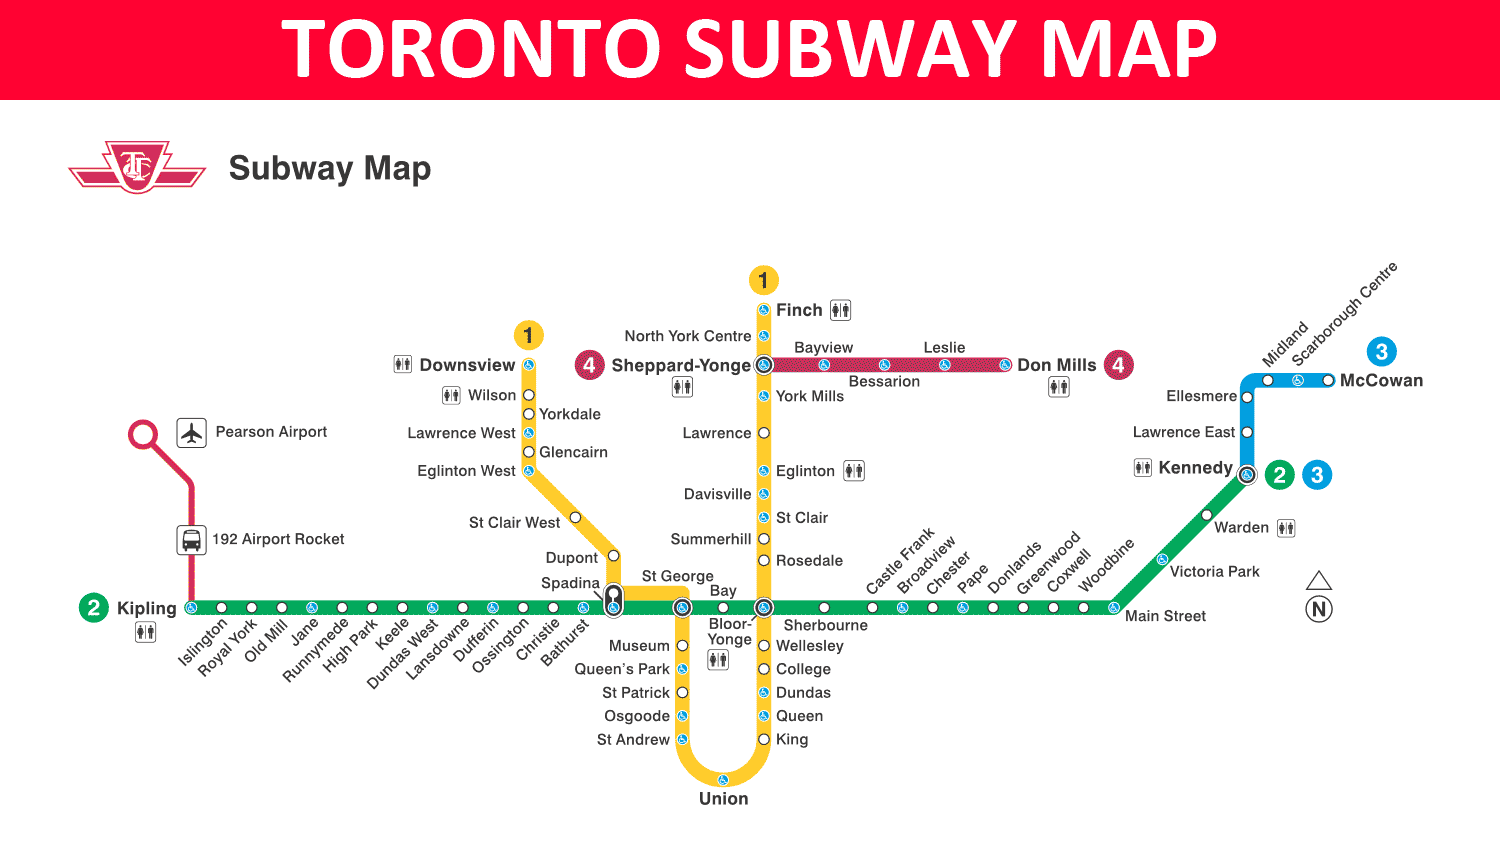 TORONTO SUBWAY MAP
TTC
Subway Map
1
Finch
North York Centre
4
Sheppard-Yonge
Bayview
Bessarion
Leslie
Don Mills
4
1
Downsview
Wilson
Yorkdale
Lawrence West
Glencairn
Eglinton West
St Clair West
Dupont
Spadina
St George
Bay
Bloor-
Yonge
York Mills
Lawrence
Eglinton
Davisville
St Clair
Summerhill
Rosedale
Pearson Airport
192 Airport Rocket
2
Kipling
Islington
Royal York
Old Mill
Jane
Runnymede
High Park
Keele
Dundas West
Lansdowne
Dufferin
Ossington
Christie
Bathurst
Sherbourne
Castle Frank
Broadview
Chester
Pape
Donlands
Greenwood
Coxwell
Woodbine
Main Street
Victoria Park
Warden
Kennedy
2
3
Lawrence East
Ellesmere
Midland
Scarborough Centre
McCowan
3
Museum
Queen's Park
St Patrick
Osgoode
St Andrew
Union
Wellesley
College
Dundas
Queen
King
N